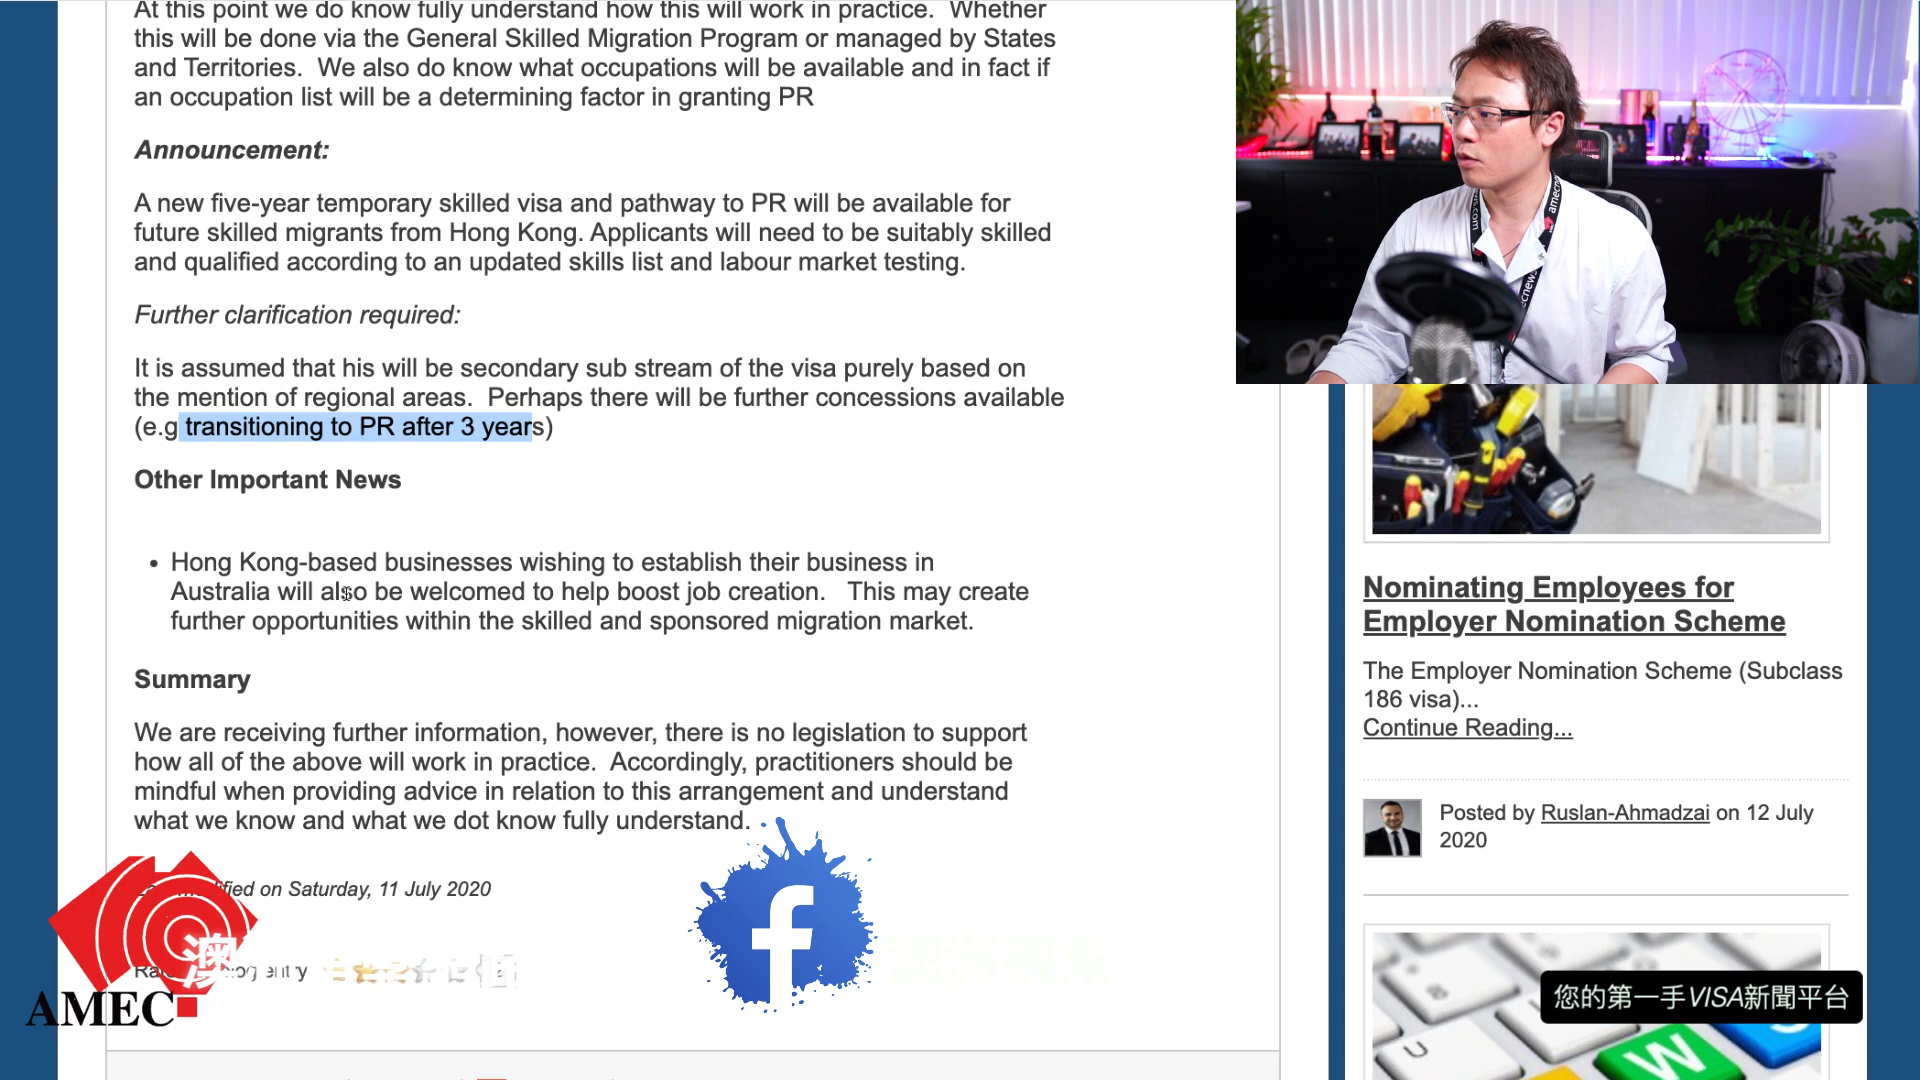 At this point we do know fully understand how this will work in practice.  Whether
this will be done via the General Skilled Migration Program or managed by States
and Territories.  We also do know what occupations will be available and in fact if
an occupation list will be a determining factor in granting PR
Announcement:
A new five-year temporary skilled visa and pathway to PR will be available for
future skilled migrants from Hong Kong. Applicants will need to be suitably skilled
and qualified according to an updated skills list and labour market testing.
Further clarification required:
It is assumed that his will be secondary sub stream of the visa purely based on
the mention of regional areas.  Perhaps there will be further concessions available
(e.g transitioning to PR after 3 years)
Other Important News
• Hong Kong-based businesses wishing to establish their business in
Australia will also be welcomed to help boost job creation.   This may create
further opportunities within the skilled and sponsored migration market.
Summary
We are receiving further information, however, there is no legislation to support
how all of the above will work in practice.  Accordingly, practitioners should be
mindful when providing advice in relation to this arrangement and understand
what we know and what we dot know fully understand.
on Saturday, 11 July 2020
entry
澳
AMEC
f
amecnews
Nominating Employees for
Employer Nomination Scheme
The Employer Nomination Scheme (Subclass
186 visa)...
Continue Reading...
Posted by Ruslan-Ahmadzai on 12 July
2020
U
W
您的第一手VISA新聞平台